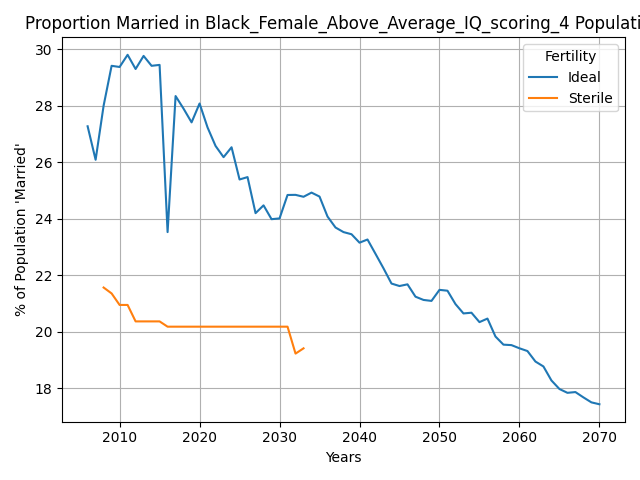 Proportion Married in Black_Female_Above_Average_IQ_scoring_4 Populati
Fertility
Ideal
Sterile
% of Population 'Married'
30
28
26
24
22
20
18
2010 2020 2030 2040 2050 2060 2070
Years